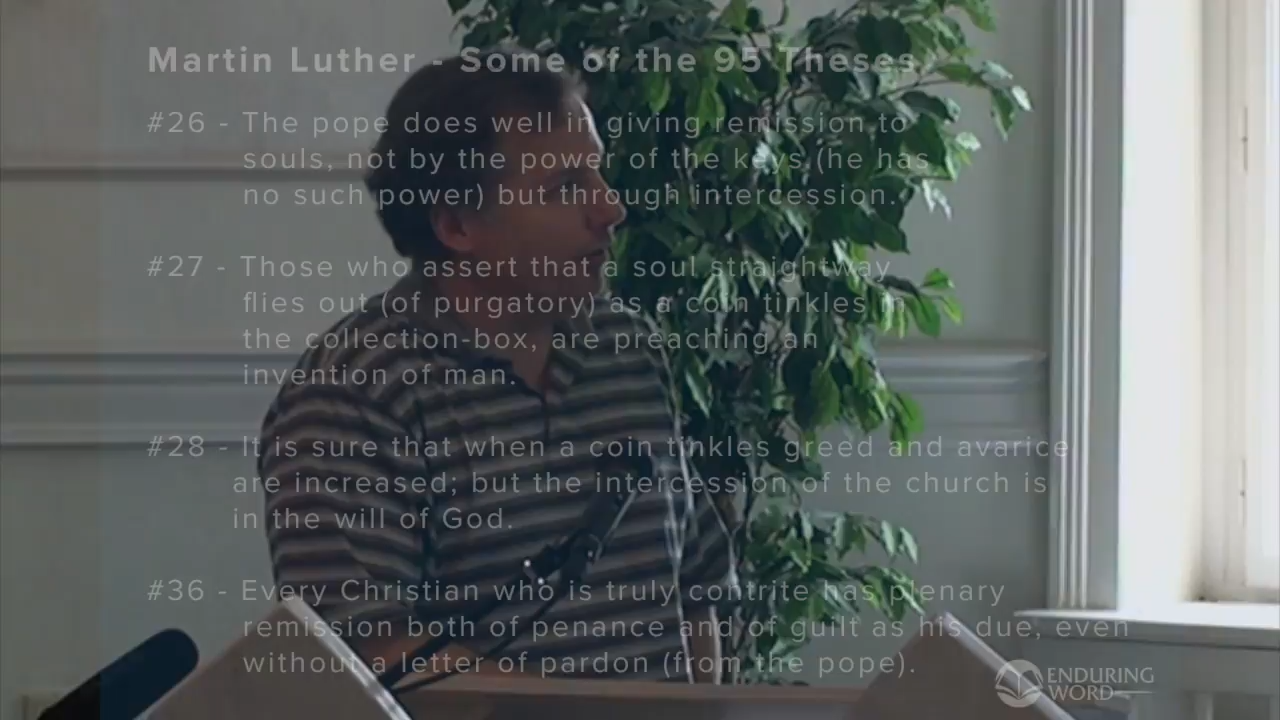 Martin Luther - Some of the 95 Theses
#26 - The pope does well in giving remission to
souls, not by the power of the keys (he has
no such power) but through intercession.
#27 - Those who assert that a soul straightway
flies out (of purgatory) as a coin tinkles in
the collection-box, are preaching an
invention of man.
#28 - It is sure that when a coin tinkles greed and avarice
are increased; but the intercession of the church is
in the will of God.
#36 - Every Christian who is truly contrite has plenary
remission both of penance and of guilt as his due, even
without a letter of pardon (from the pope).
ENDURING
WORD